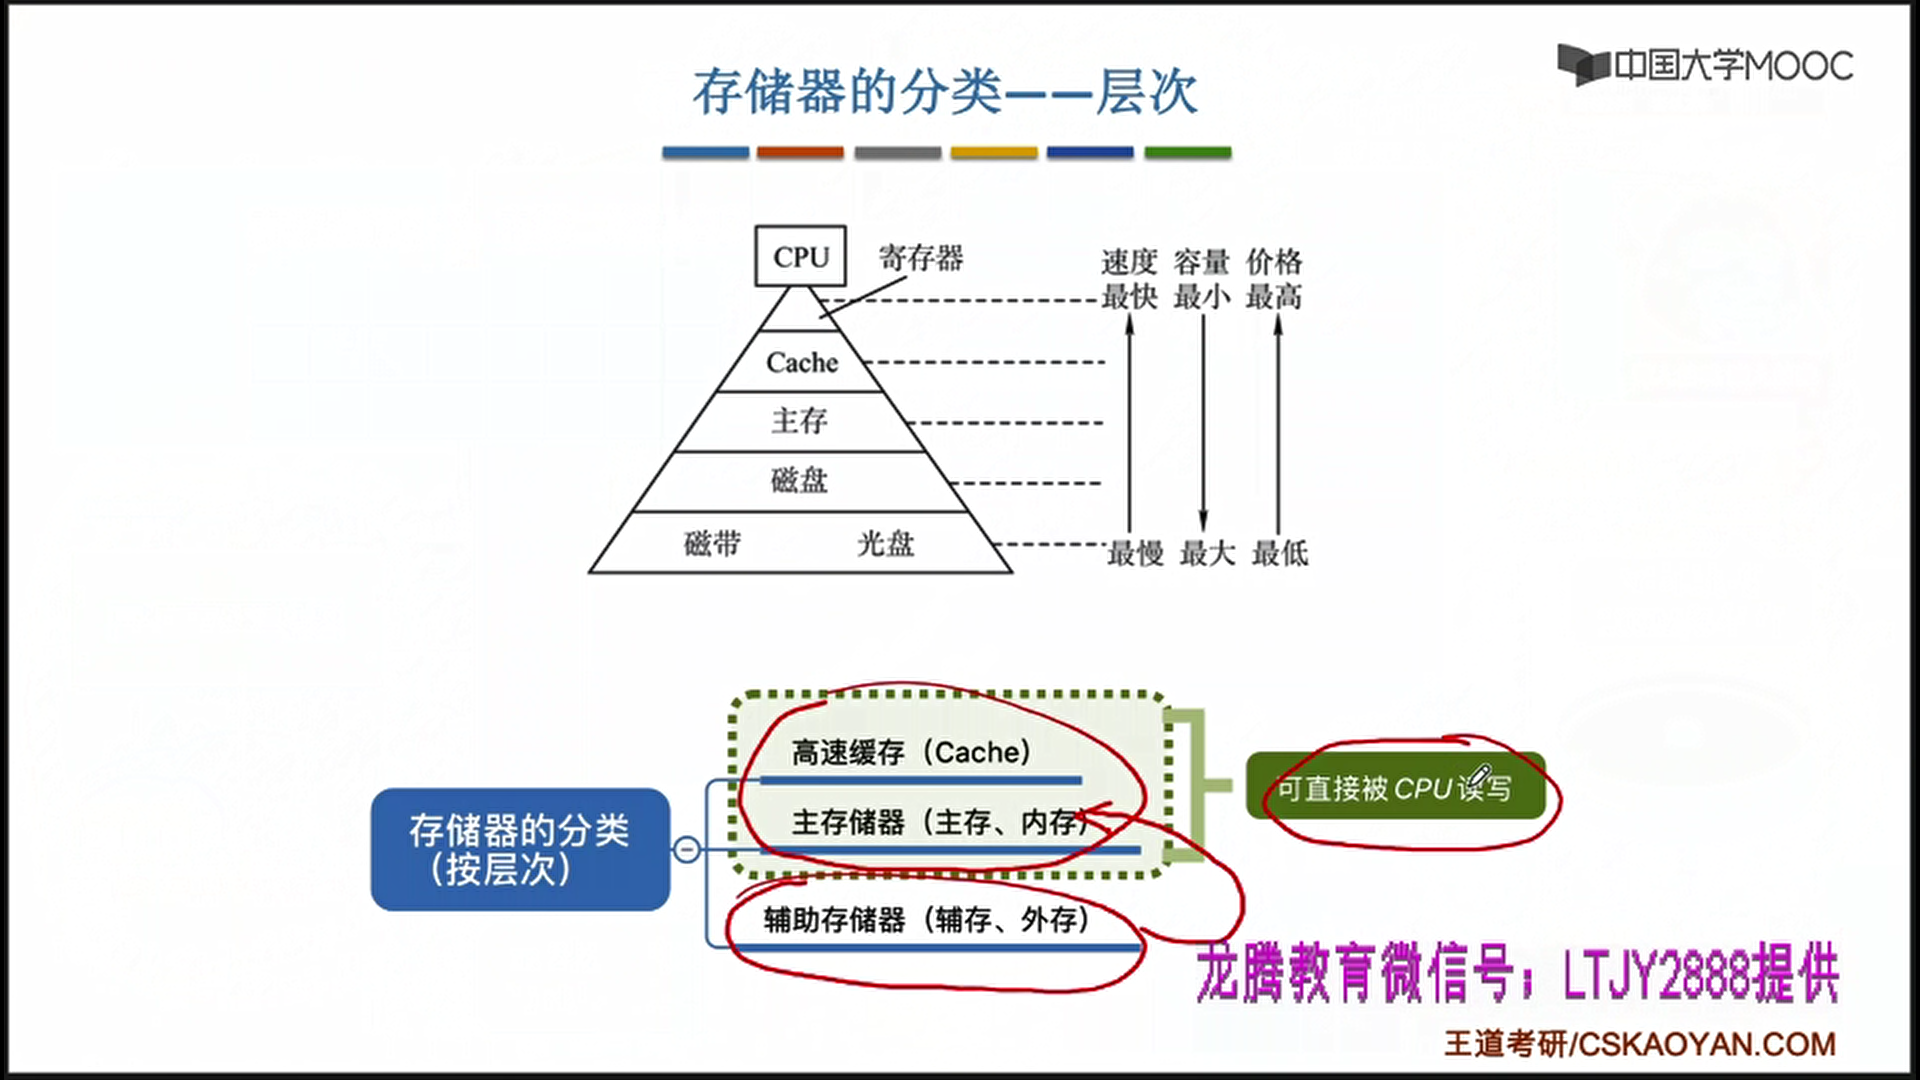 中国大学MOOC
存储器的分类——层次
CPU
寄存器
速度 容量 价格
最快 最小 最高
Cache
主存
磁盘
磁带 光盘
最慢 最大 最低
高速缓存（Cache）
主存储器（主存、内存）
辅助存储器（辅存、外存）
存储器的分类
（按层次）
可直接被CPU读写
龙腾教育微信号：LTJY2888提供
王道考研/CSKAOYAN.COM